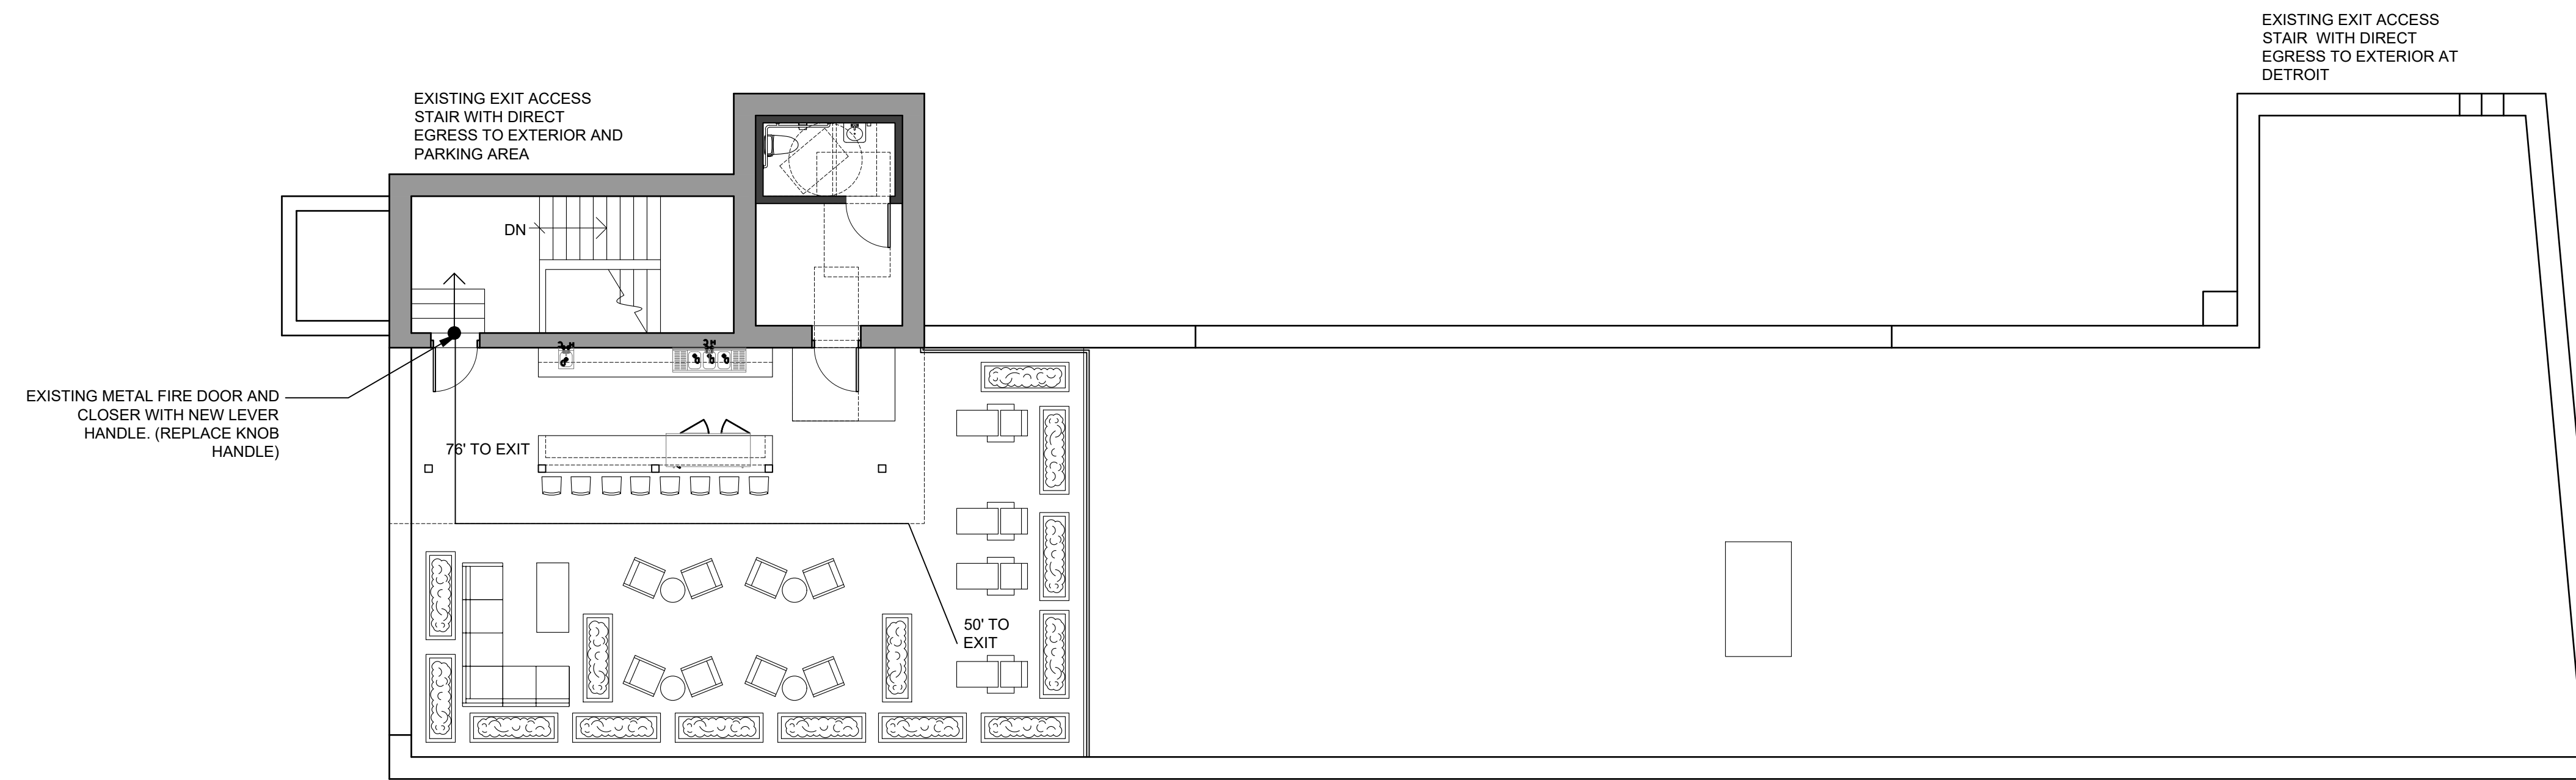 EXISTING EXIT ACCESS
STAIR WITH DIRECT
EGRESS TO EXTERIOR AT
DETROIT
EXISTING EXIT ACCESS
STAIR WITH DIRECT
EGRESS TO EXTERIOR AND
PARKING AREA
DN
EXISTING METAL FIRE DOOR AND
CLOSER WITH NEW LEVER
HANDLE. (REPLACE KNOB
HANDLE)
76' TO EXIT
50' TO
EXIT